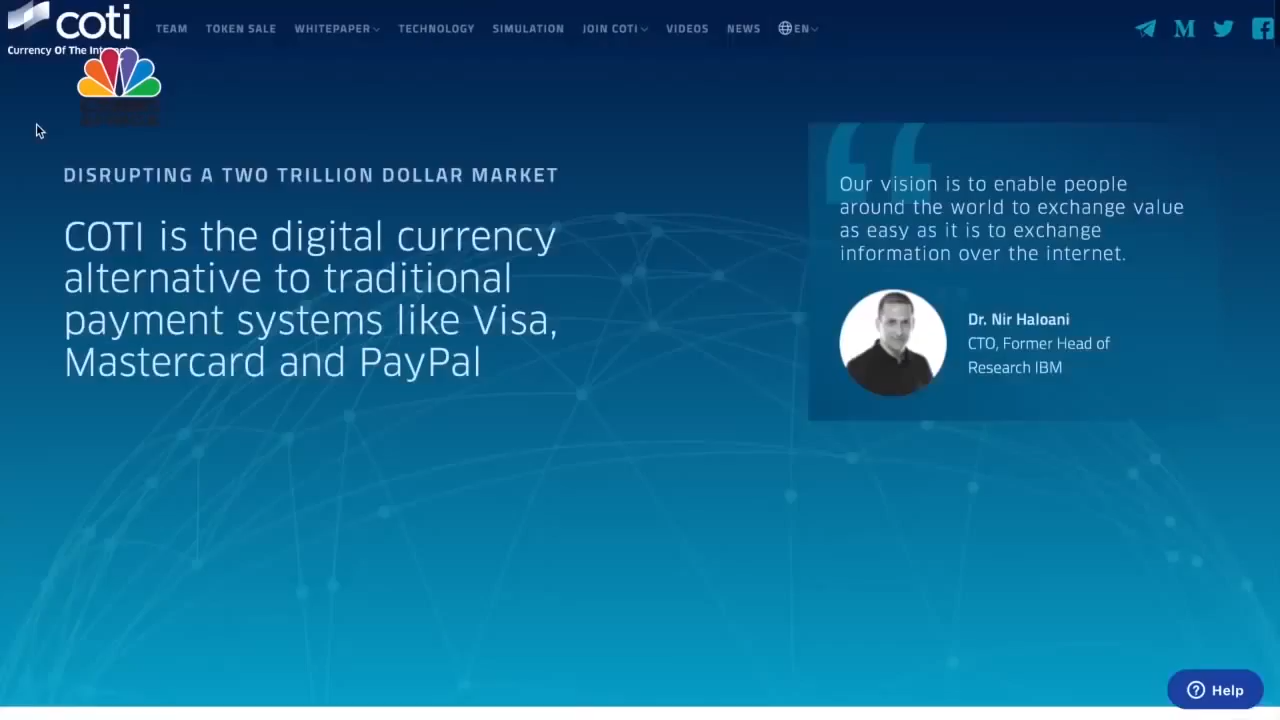 coti
Currency Of The
TEAM
TOKEN SALE
WHITEPAPER
TECHNOLOGY
SIMULATION
JOIN COTI
VIDEOS
NEWS
EN
DISRUPTING A TWO TRILLION DOLLAR MARKET
COTI is the digital currency
alternative to traditional
payment systems like Visa,
Mastercard and PayPal
Our vision is to enable people
around the world to exchange value
as easy as it is to exchange
information over the internet.
Dr. Nir Haloani
CTO, Former Head of
Research IBM
Help